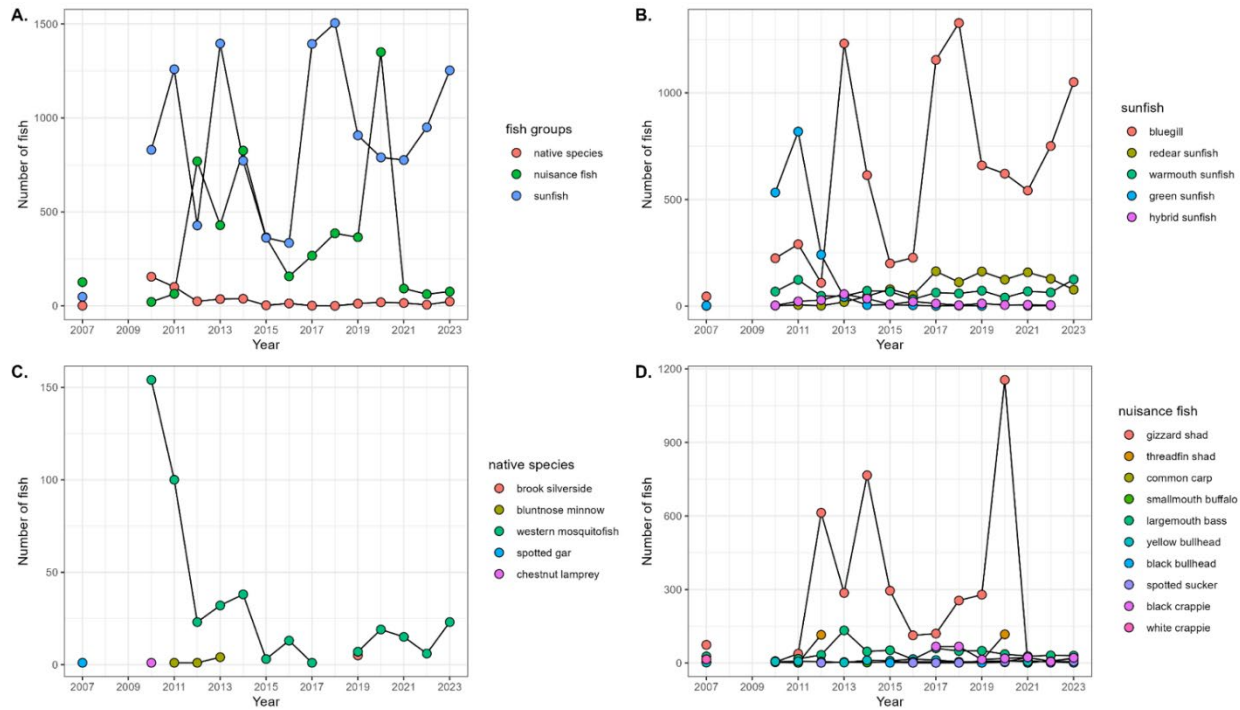 A.
1500
1000
500
0
Number of fish
2007 2009 2011 2013 2015 2017 2019 2021 2023
Year
fish groups
native species
nuisance fish
sunfish
B.
1000
500
0
Number of fish
2007 2009 2011 2013 2015 2017 2019 2021 2023
Year
sunfish
bluegill
redear sunfish
warmouth sunfish
green sunfish
hybrid sunfish
C.
150
100
50
0
Number of fish
2007 2009 2011 2013 2015 2017 2019 2021 2023
Year
native species
brook silverside
bluntnose minnow
western mosquitofish
spotted gar
chestnut lamprey
D.
1200
900
600
300
0
Number of fish
2007 2009 2011 2013 2015 2017 2019 2021 2023
Year
nuisance fish
gizzard shad
threadfin shad
common carp
smallmouth buffalo
largemouth bass
yellow bullhead
black bullhead
spotted sucker
black crappie
white crappie